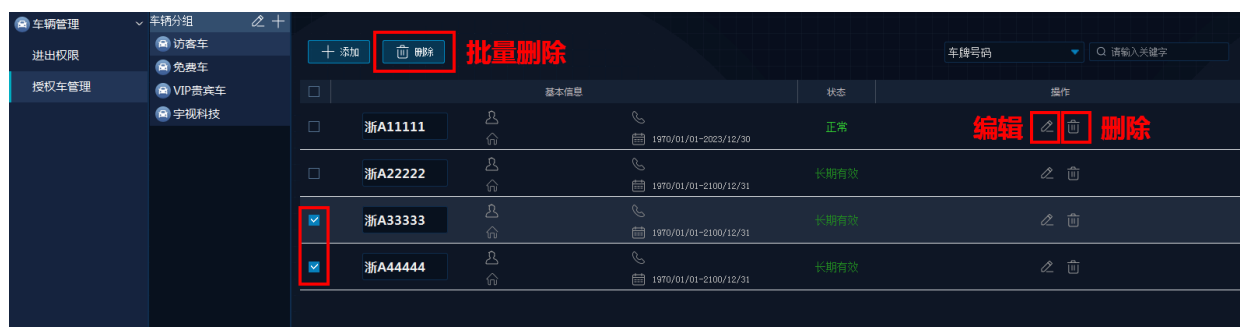 车辆管理
进出权限
授权车管理
车辆分组
访客车
免费车
VIP贵宾车
宇视科技
添加
删除
批量删除
车牌号码
请输入关键字
基本信息
状态
操作
浙A11111
1970/01/01-2023/12/30
正常
编辑
删除
浙A22222
1970/01/01-2100/12/31
长期有效
浙A33333
1970/01/01-2100/12/31
长期有效
浙A44444
1970/01/01-2100/12/31
长期有效